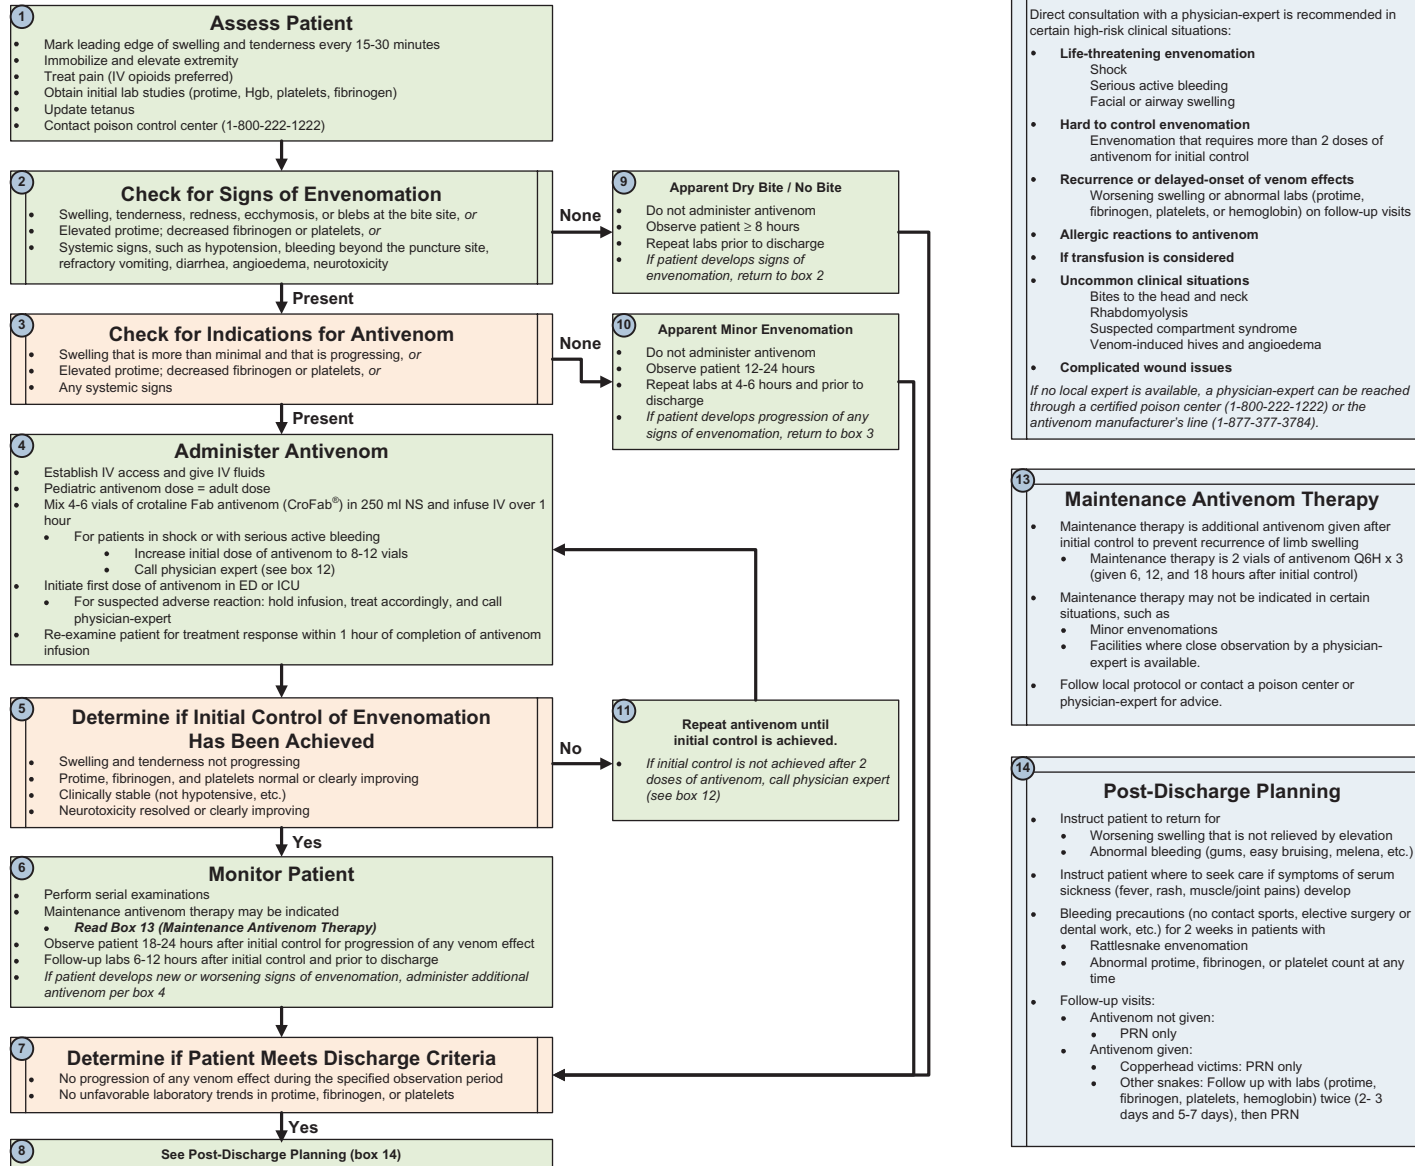 1
Assess Patient
• Mark leading edge of swelling and tenderness every 15-30 minutes
• Immobilize and elevate extremity
• Treat pain (IV opioids preferred)
• Obtain initial lab studies (protime, Hgb, platelets, fibrinogen)
• Update tetanus
• Contact poison control center (1-800-222-1222)
2
Check for Signs of Envenomation
• Swelling, tenderness, redness, ecchymosis, or blebs at the bite site, or
• Elevated protime; decreased fibrinogen or platelets, or
• Systemic signs, such as hypotension, bleeding beyond the puncture site,
refractory vomiting, diarrhea, angioedema, neurotoxicity
None
9
Apparent Dry Bite / No Bite
• Do not administer antivenom
• Observe patient ≥ 8 hours
• Repeat labs prior to discharge
• If patient develops signs of
envenomation, return to box 2
Present
3
Check for Indications for Antivenom
• Swelling that is more than minimal and that is progressing, or
• Elevated protime; decreased fibrinogen or platelets, or
• Any systemic signs
None
10
Apparent Minor Envenomation
• Do not administer antivenom
• Observe patient 12-24 hours
• Repeat labs at 4-6 hours and prior to
discharge
• If patient develops progression of any
signs of envenomation, return to box 3
Present
4
Administer Antivenom
• Establish IV access and give IV fluids
• Pediatric antivenom dose = adult dose
• Mix 4-6 vials of crotaline Fab antivenom (CroFab®) in 250 ml NS and infuse IV over 1
hour
• For patients in shock or with serious active bleeding
• Increase initial dose of antivenom to 8-12 vials
• Call physician expert (see box 12)
• Initiate first dose of antivenom in ED or ICU
• For suspected adverse reaction: hold infusion, treat accordingly, and call
physician-expert
• Re-examine patient for treatment response within 1 hour of completion of antivenom
infusion
5
Determine if Initial Control of Envenomation
Has Been Achieved
• Swelling and tenderness not progressing
• Protime, fibrinogen, and platelets normal or clearly improving
• Clinically stable (not hypotensive, etc.)
• Neurotoxicity resolved or clearly improving
No
11
Repeat antivenom until
initial control is achieved.
• If initial control is not achieved after 2
doses of antivenom, call physician expert
(see box 12)
Yes
6
Monitor Patient
• Perform serial examinations
• Maintenance antivenom therapy may be indicated
• Read Box 13 (Maintenance Antivenom Therapy)
• Observe patient 18-24 hours after initial control for progression of any venom effect
• Follow-up labs 6-12 hours after initial control and prior to discharge
• If patient develops new or worsening signs of envenomation, administer additional
antivenom per box 4
7
Determine if Patient Meets Discharge Criteria
• No progression of any venom effect during the specified observation period
• No unfavorable laboratory trends in protime, fibrinogen, or platelets
Yes
8
See Post-Discharge Planning (box 14)
Direct consultation with a physician-expert is recommended in
certain high-risk clinical situations:
• Life-threatening envenomation
Shock
Serious active bleeding
Facial or airway swelling
• Hard to control envenomation
Envenomation that requires more than 2 doses of
antivenom for initial control
• Recurrence or delayed-onset of venom effects
Worsening swelling or abnormal labs (protime,
fibrinogen, platelets, or hemoglobin) on follow-up visits
• Allergic reactions to antivenom
• If transfusion is considered
• Uncommon clinical situations
Bites to the head and neck
Rhabdomyolysis
Suspected compartment syndrome
Venom-induced hives and angioedema
• Complicated wound issues
If no local expert is available, a physician-expert can be reached
through a certified poison center (1-800-222-1222) or the
antivenom manufacturer's line (1-877-377-3784).
13
Maintenance Antivenom Therapy
• Maintenance therapy is additional antivenom given after
initial control to prevent recurrence of limb swelling
• Maintenance therapy is 2 vials of antivenom Q6H x 3
(given 6, 12, and 18 hours after initial control)
• Maintenance therapy may not be indicated in certain
situations, such as
• Minor envenomations
• Facilities where close observation by a physician-
expert is available.
• Follow local protocol or contact a poison center or
physician-expert for advice.
14
Post-Discharge Planning
• Instruct patient to return for
• Worsening swelling that is not relieved by elevation
• Abnormal bleeding (gums, easy bruising, melena, etc.)
• Instruct patient where to seek care if symptoms of serum
sickness (fever, rash, muscle/joint pains) develop
• Bleeding precautions (no contact sports, elective surgery or
dental work, etc.) for 2 weeks in patients with
• Rattlesnake envenomation
• Abnormal protime, fibrinogen, or platelet count at any
time
• Follow-up visits:
• Antivenom not given:
• PRN only
• Antivenom given:
• Copperhead victims: PRN only
• Other snakes: Follow up with labs (protime,
fibrinogen, platelets, hemoglobin) twice (2- 3
days and 5-7 days), then PRN